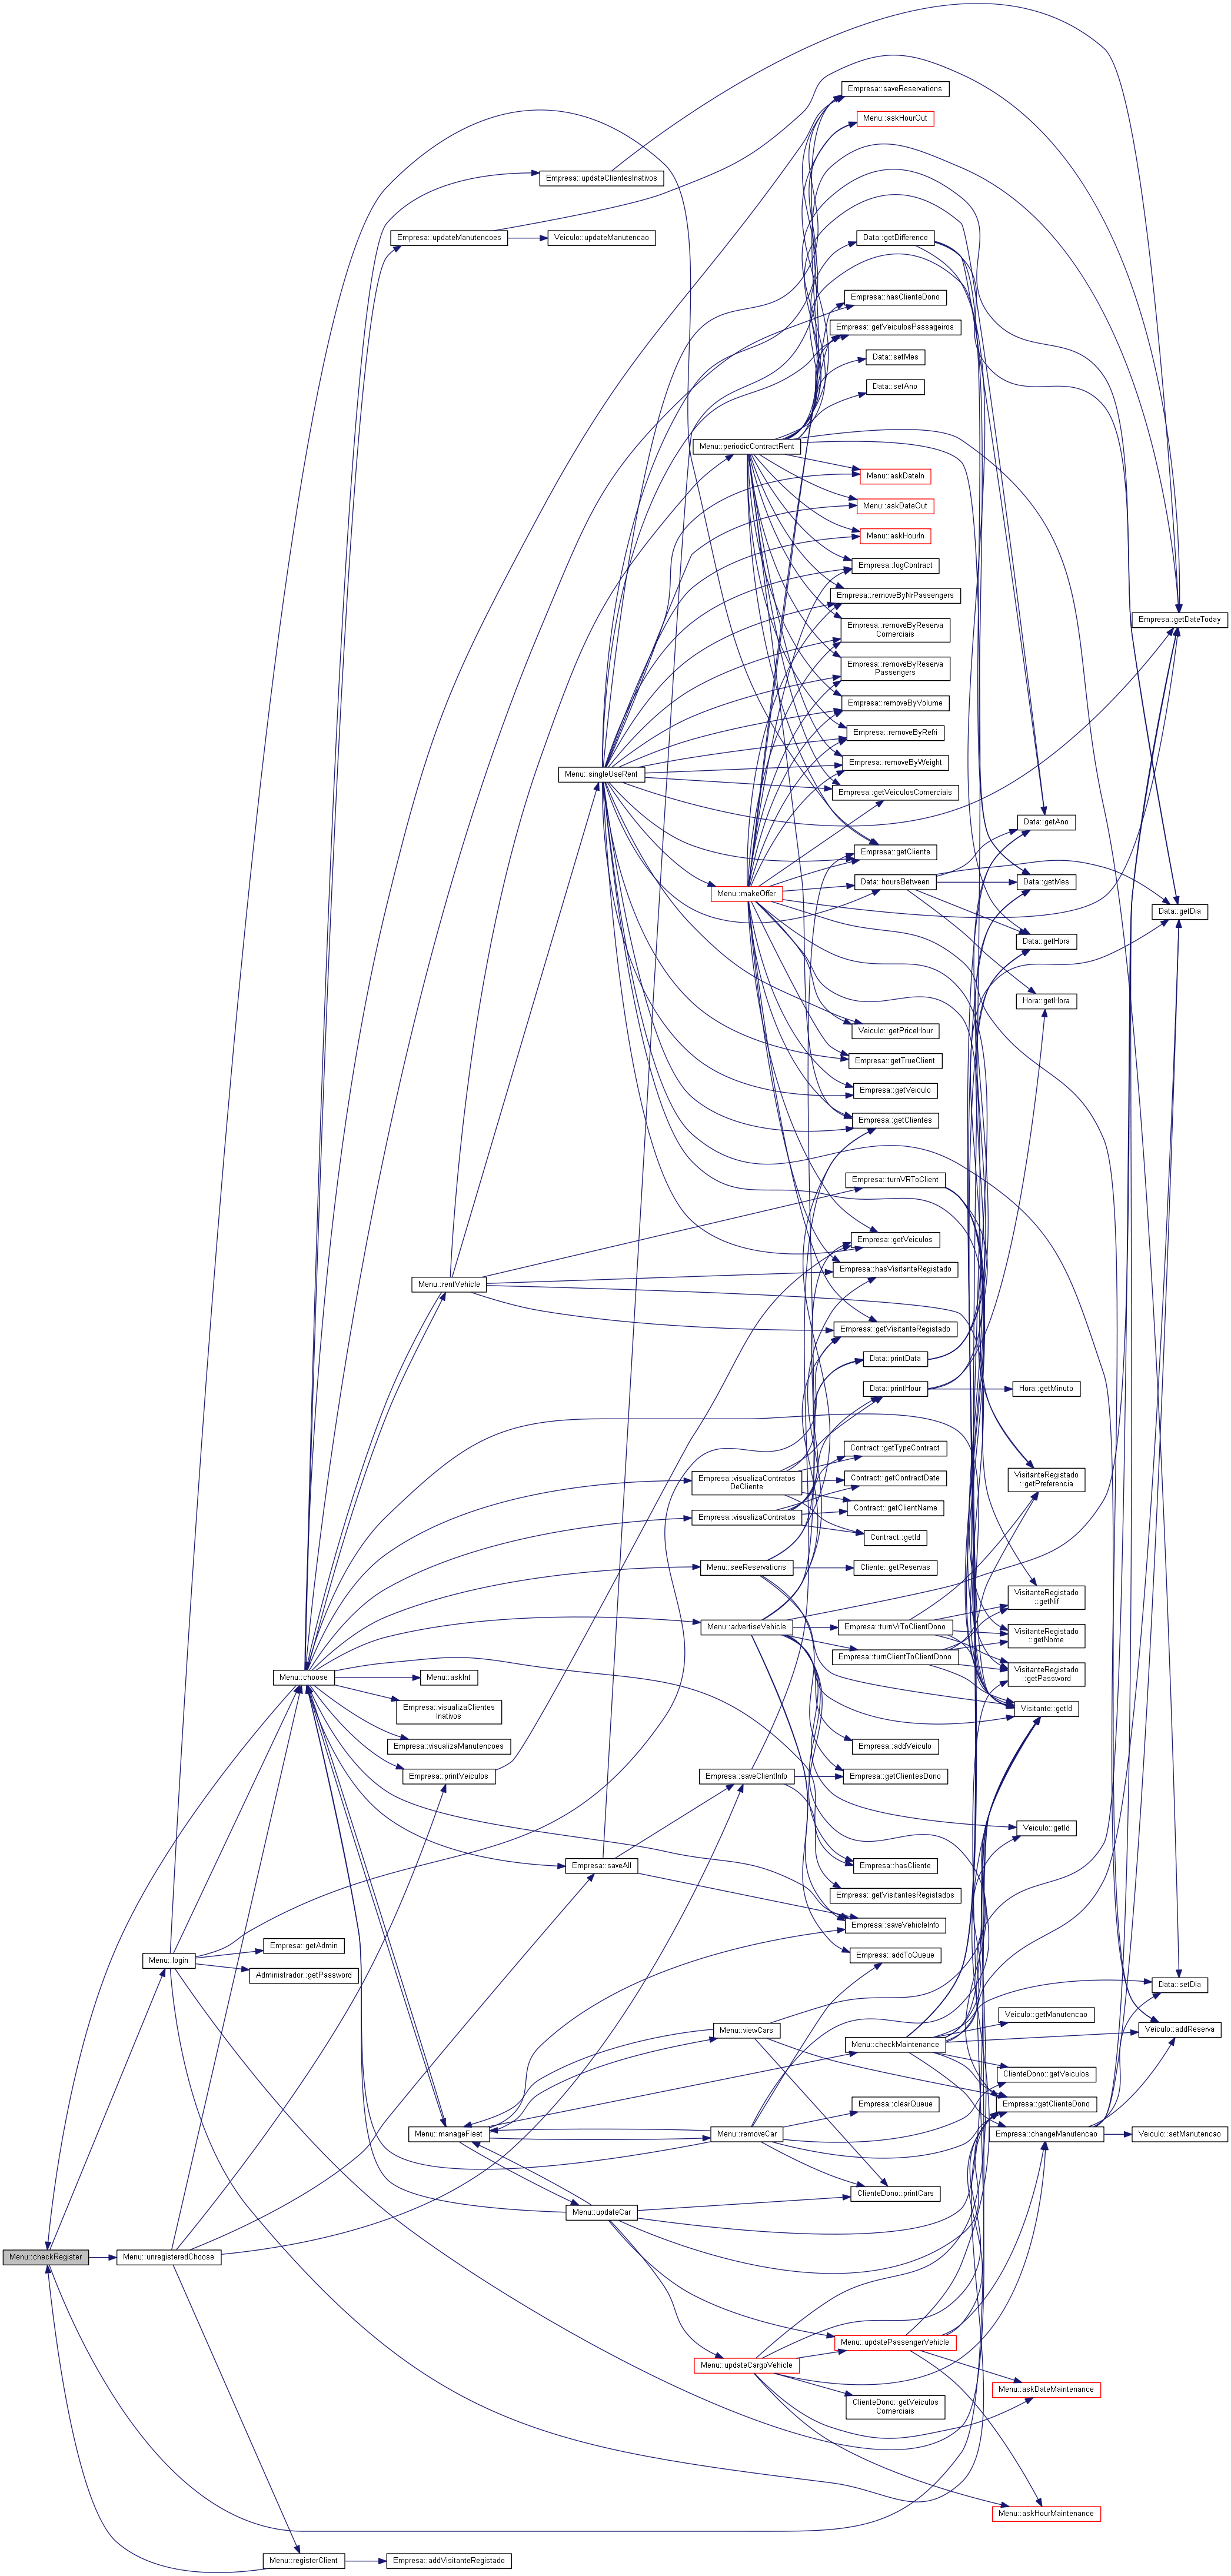 Empresa::saveReservations
Menu::askHourOut
Empresa::updateClientesInativos
Empresa::updateManutencoes
Veiculo::updateManutencao
Data::getDifference
Empresa::hasClienteDono
Empresa::getVeiculosPassageiros
Data::setMes
Data::setAno
Menu::periodicContractRent
Menu::askDateIn
Menu::askDateOut
Menu::askHourIn
Empresa::logContract
Empresa::removeByNrPassengers
Empresa::getDateToday
Empresa::removeByReserva
Comerciais
Empresa::removeByReserva
Passengers
Empresa::removeByVolume
Empresa::removeByRefri
Empresa::removeByWeight
Menu::singleUseRent
Empresa::getVeiculosComerciais
Data::getAno
Empresa::getCliente
Data::hoursBetween
Data::getMes
Menu::makeOffer
Data::getDia
Data::getHora
Hora::getHora
Veiculo::getPriceHour
Empresa::getTrueClient
Empresa::getVeiculo
Empresa::getClientes
Empresa::turnVRToClient
Empresa::getVeiculos
Empresa::hasVisitanteRegistado
Menu::rentVehicle
Empresa::getVisitanteRegistado
Data::printData
Data::printHour
Hora::getMinuto
Contract::getTypeContract
Empresa::visualizaContratos
DeCliente
Contract::getContractDate
VisitanteRegistado
::getPreferencia
Contract::getClientName
Empresa::visualizaContratos
Contract::getId
Menu::seeReservations
Cliente::getReservas
VisitanteRegistado
::getNif
Menu::advertiseVehicle
Empresa::turnVrToClientDono
VisitanteRegistado
::getNome
Empresa::turnClientToClientDono
Menu::choose
Menu::askInt
VisitanteRegistado
::getPassword
Empresa::visualizaClientes
Inativos
Visitante::getId
Empresa::visualizaManutencoes
Empresa::addVeiculo
Empresa::printVeiculos
Empresa::saveClientInfo
Empresa::getClientesDono
Veiculo::getId
Empresa::saveAll
Empresa::hasCliente
Empresa::getVisitantesRegistados
Empresa::saveVehicleInfo
Empresa::getAdmin
Menu::login
Empresa::addToQueue
Administrador::getPassword
Data::setDia
Veiculo::getManutencao
Menu::viewCars
Veiculo::addReserva
Menu::checkMaintenance
ClienteDono::getVeiculos
Empresa::clearQueue
Empresa::getClienteDono
Menu::manageFleet
Menu::removeCar
Empresa::changeManutencao
Veiculo::setManutencao
ClienteDono::printCars
Menu::updateCar
Menu::checkRegister
Menu::unregisteredChoose
Menu::updatePassengerVehicle
Menu::updateCargoVehicle
Menu::askDateMaintenance
ClienteDono::getVeiculos
Comerciais
Menu::askHourMaintenance
Menu::registerClient
Empresa::addVisitanteRegistado